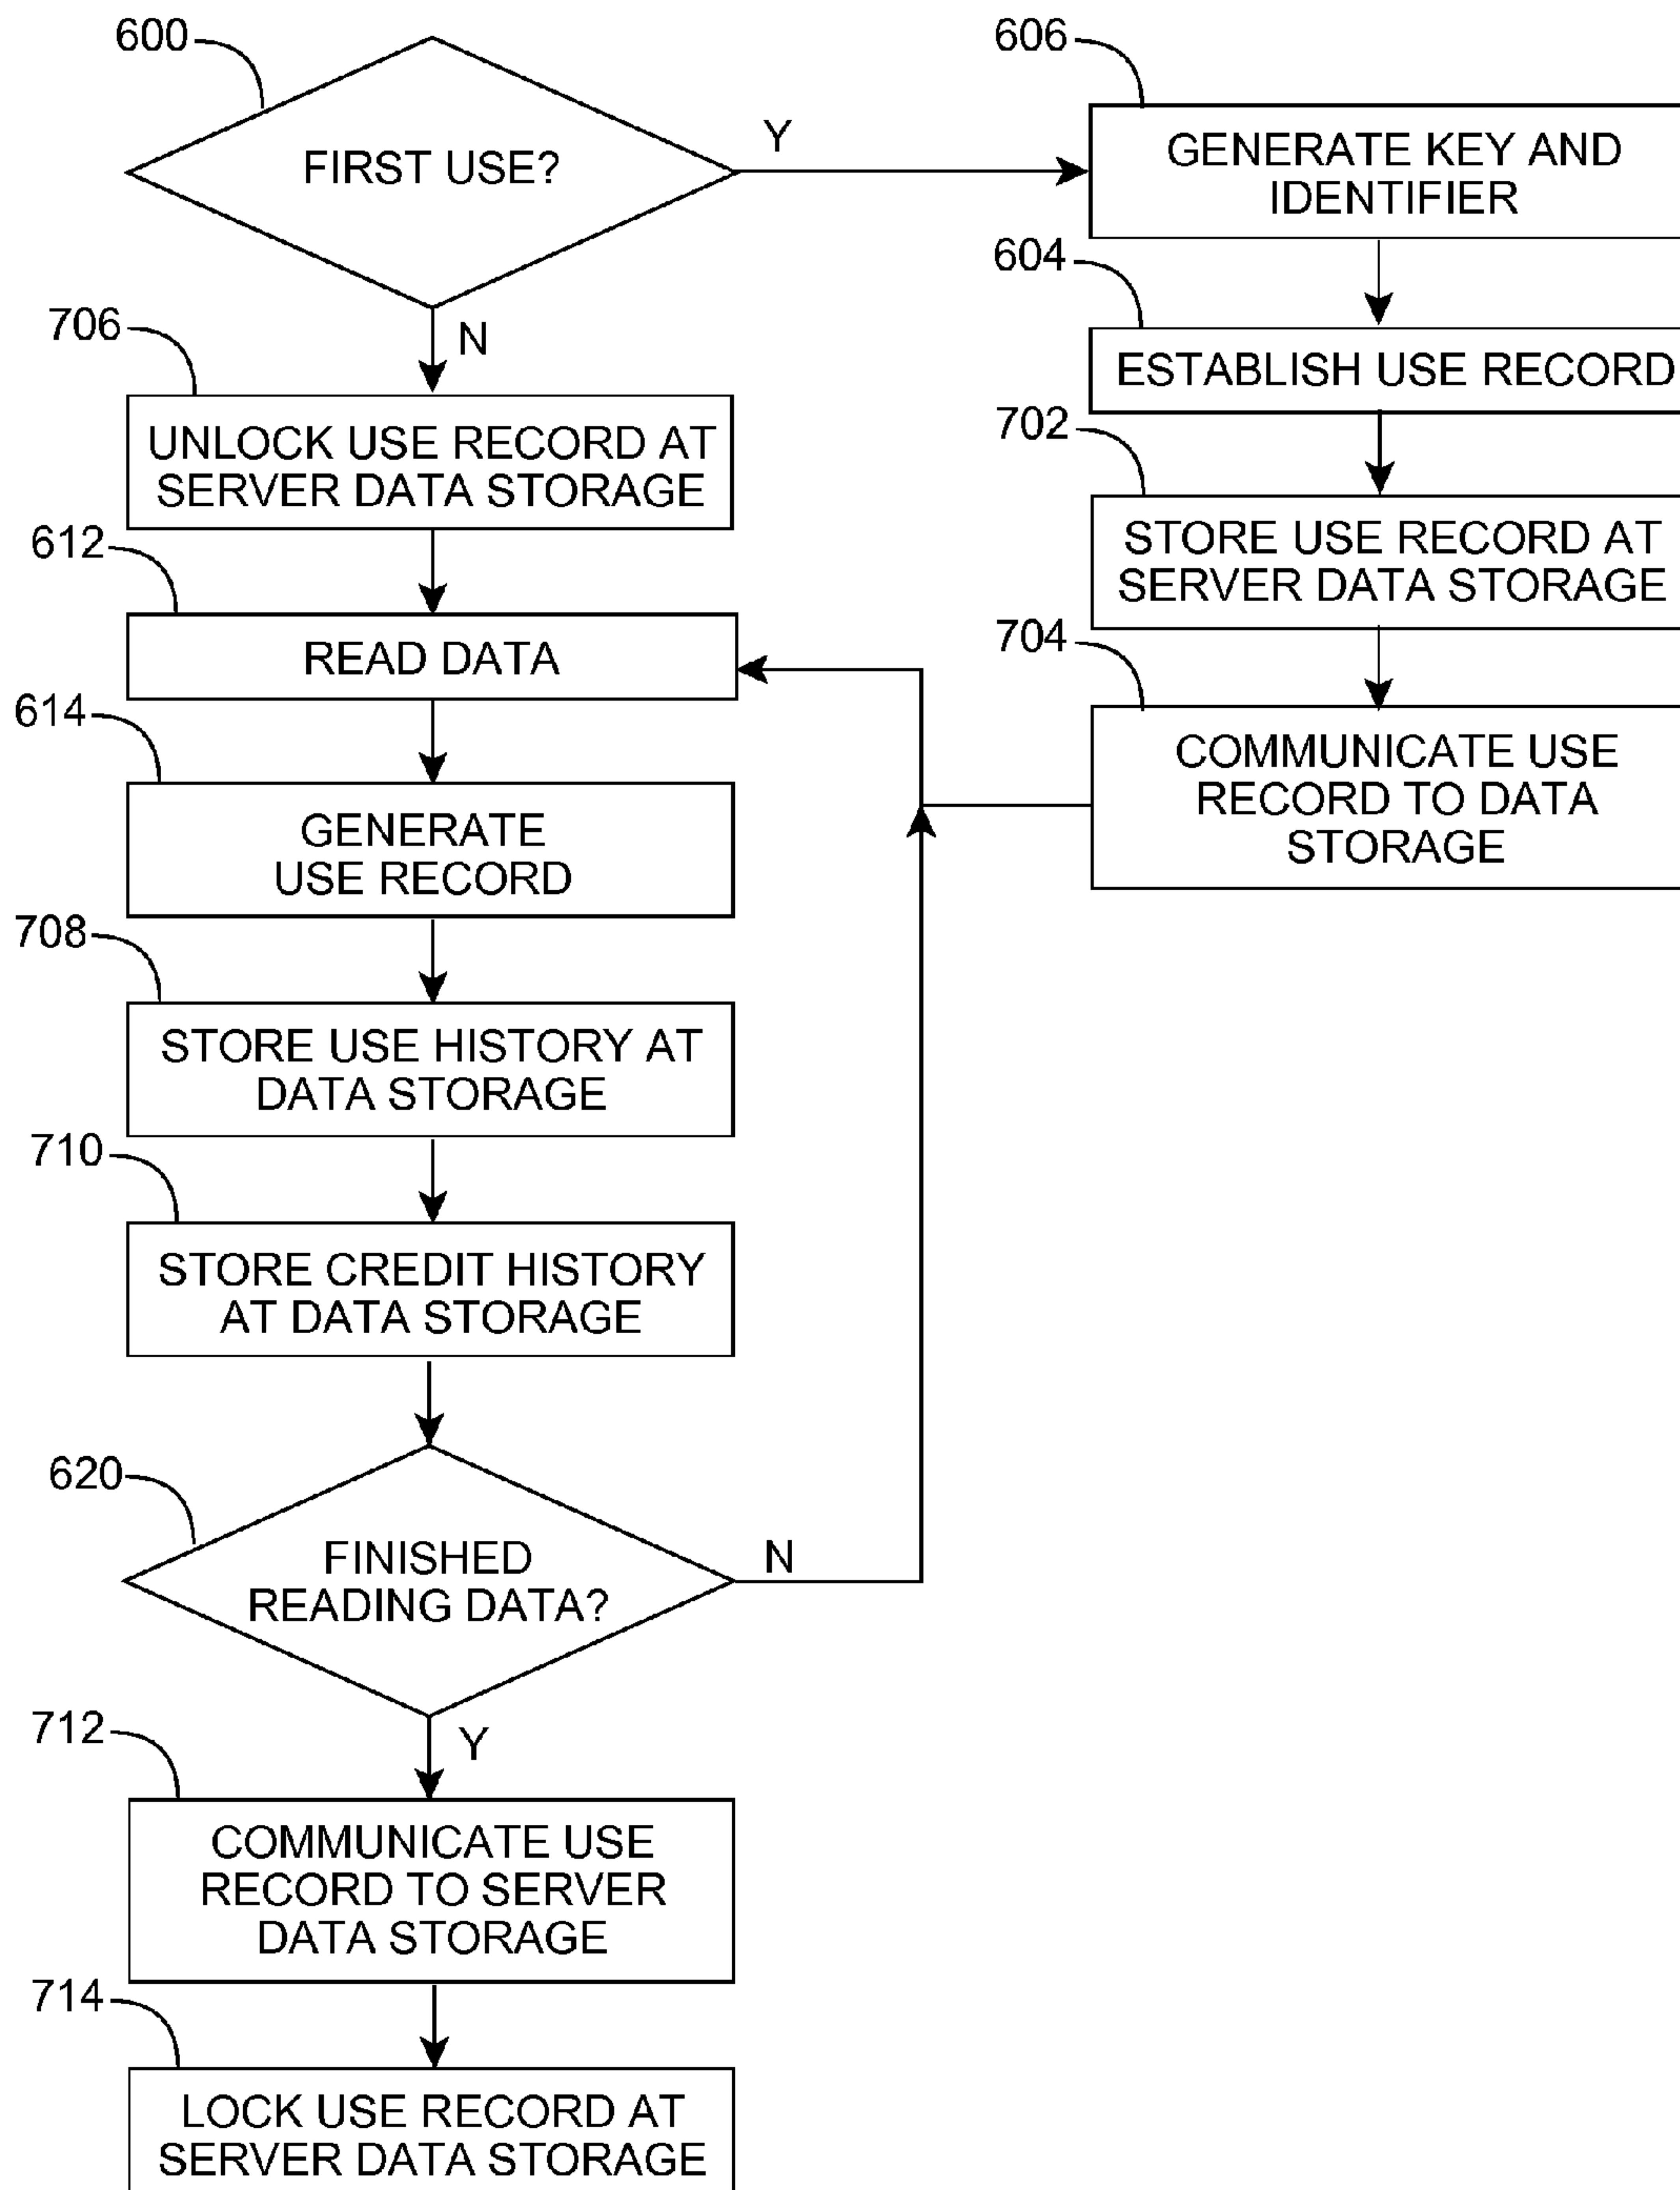 600
FIRST USE?
Y
N
606
GENERATE KEY AND
IDENTIFIER
604
ESTABLISH USE RECORD
702
STORE USE RECORD AT
SERVER DATA STORAGE
704
COMMUNICATE USE
RECORD TO DATA
STORAGE
706
UNLOCK USE RECORD AT
SERVER DATA STORAGE
612
READ DATA
614
GENERATE
USE RECORD
708
STORE USE HISTORY AT
DATA STORAGE
710
STORE CREDIT HISTORY
AT DATA STORAGE
620
FINISHED
READING DATA?
N
Y
712
COMMUNICATE USE
RECORD TO SERVER
DATA STORAGE
714
LOCK USE RECORD AT
SERVER DATA STORAGE